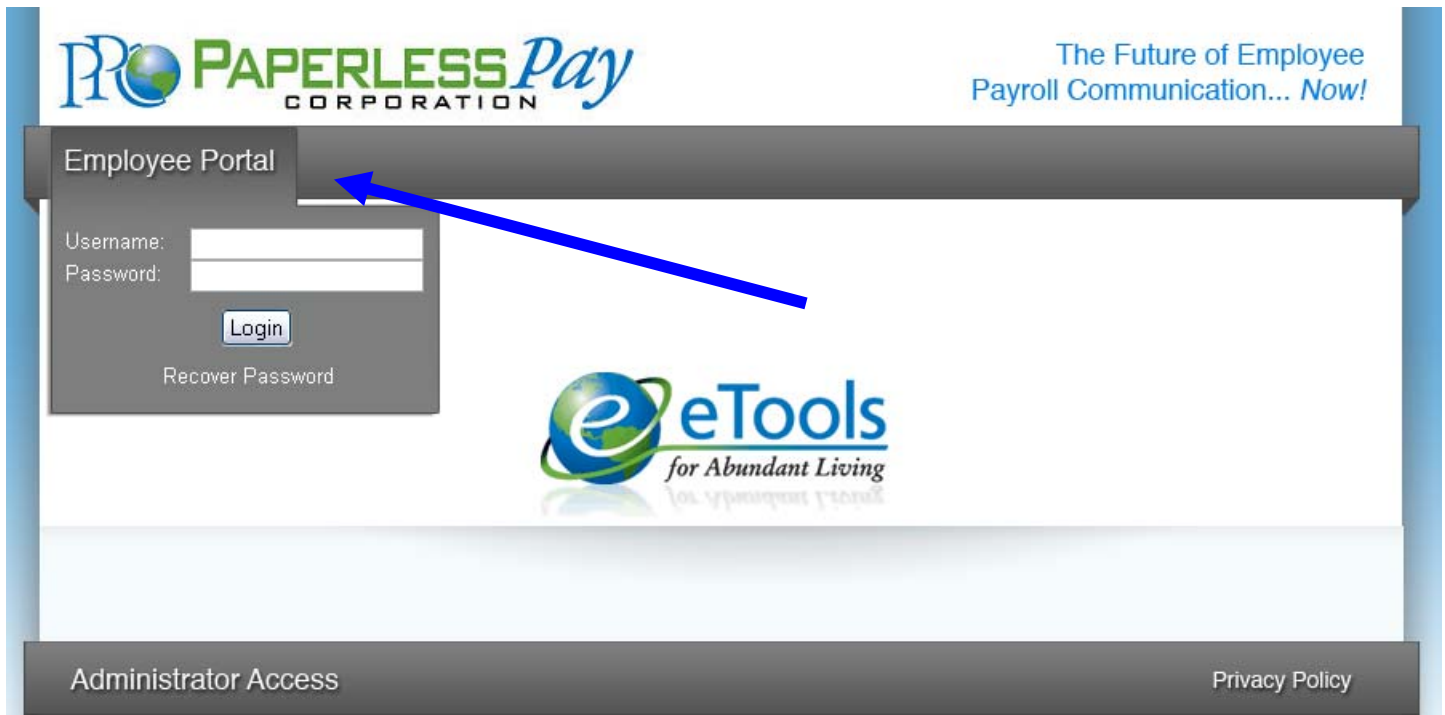 PPC PAPERLESS Pay
CORPORATION
The Future of Employee
Payroll Communication... Now!
Employee Portal
Username:
Password:
Login
Recover Password
e eTools
for Abundant Living
Administrator Access
Privacy Policy